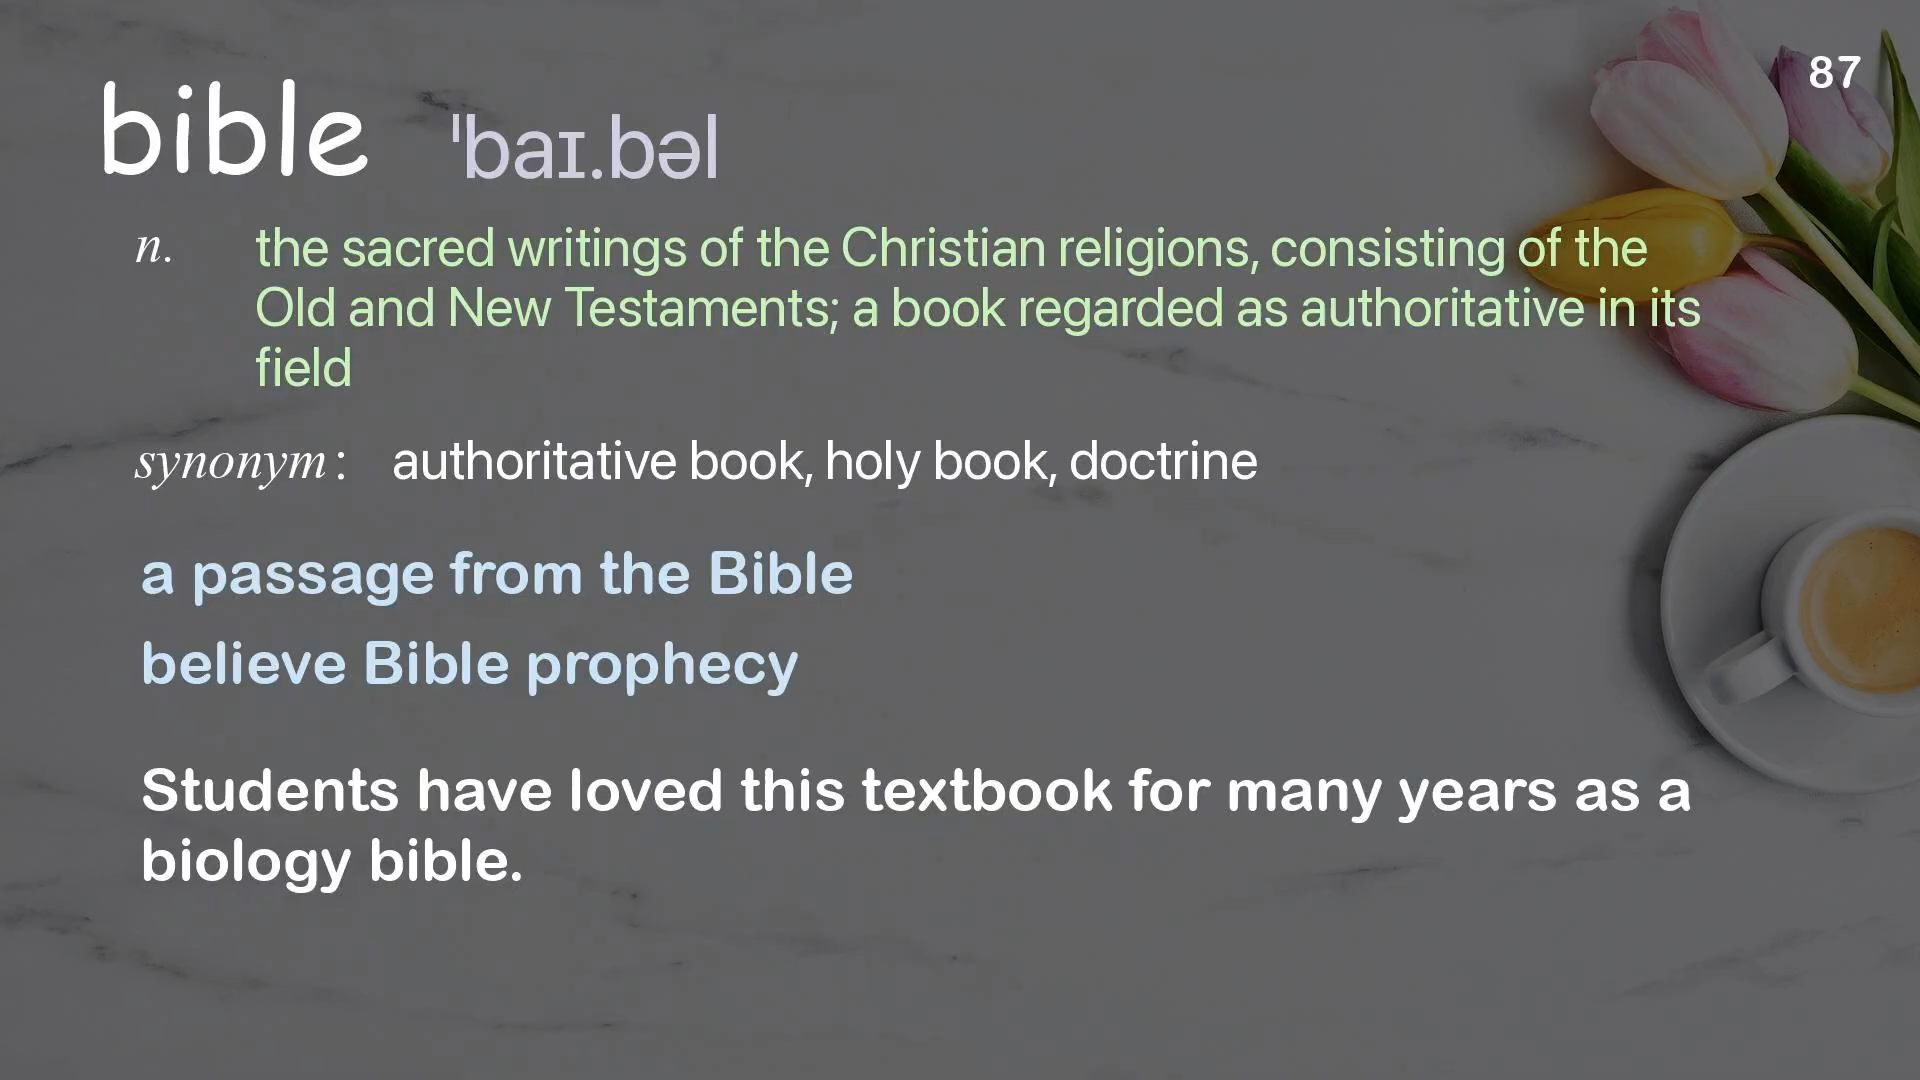 87
bible ˈbaɪ.bəl
n. the sacred writings of the Christian religions, consisting of the
Old and New Testaments; a book regarded as authoritative in its
field
synonym: authoritative book, holy book, doctrine
a passage from the Bible
believe Bible prophecy
Students have loved this textbook for many years as a
biology bible.